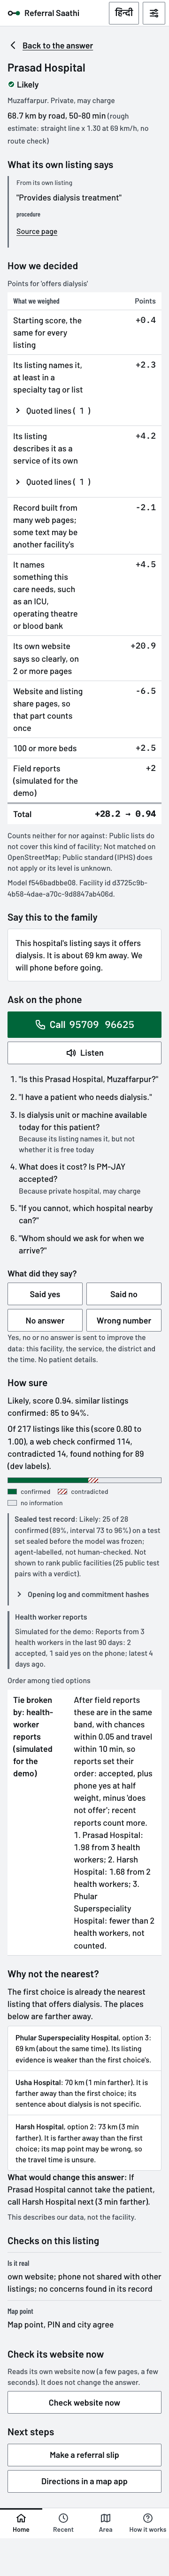 Referral Saathi
हिन्दी
Back to the answer
Prasad Hospital
Likely
Muzaffarpur. Private, may charge
68.7 km by road, 50-80 min (rough
estimate: straight line x 1.30 at 69 km/h, no
route check)
What its own listing says
From its own listing
"Provides dialysis treatment"
procedure
Source page
How we decided
Points for 'offers dialysis'
What we weighed Points
Starting score, the +0.4
same for every
listing
Its listing names it, +2.3
at least in a
specialty tag or list
Quoted lines ( 1 )
Its listing +4.2
describes it as a
service of its own
Quoted lines ( 1 )
Record built from -2.1
many web pages;
some text may be
another facility's
It names +4.5
something this
care needs, such
as an ICU,
operating theatre
or blood bank
Its own website +20.9
says so clearly, on
2 or more pages
Website and listing -6.5
share pages, so
that part counts
once
100 or more beds +2.5
Field reports +2
(simulated for the
demo)
Total +28.2 → 0.94
Counts neither for nor against: Public lists do
not cover this kind of facility; Not matched on
OpenStreetMap; Public standard (IPHS) does
not apply or its level is unknown.
Model f546badbbe08. Facility id d3725c9b-
4b58-4dae-a70c-9d8847ab406d.
Say this to the family
This hospital's listing says it offers
dialysis. It is about 69 km away. We
will phone before going.
Ask on the phone
Call 95709 96625
Listen
1. "Is this Prasad Hospital, Muzaffarpur?"
2. "I have a patient who needs dialysis."
3. Is dialysis unit or machine available
today for this patient?
Because its listing names it, but not
whether it is free today
4. What does it cost? Is PM-JAY
accepted?
Because private hospital, may charge
5. "If you cannot, which hospital nearby
can?"
6. "Whom should we ask for when we
arrive?"
What did they say?
Said yes
Said no
No answer
Wrong number
Yes, no or no answer is sent to improve the
data: this facility, the service, the district and
the time. No patient details.
How sure
Likely, score 0.94. similar listings
confirmed: 85 to 94%.
Of 217 listings like this (score 0.80 to
1.00), a web check confirmed 114,
contradicted 14, found nothing for 89
(dev labels).
confirmed contradicted
no information
Sealed test record: Likely: 25 of 28
confirmed (89%, interval 73 to 96%) on a test
set sealed before the model was frozen;
agent-labelled, not human-checked. Not
shown to rank public facilities (25 public test
pairs with a verdict).
Opening log and commitment hashes
Health worker reports
Simulated for the demo: Reports from 3
health workers in the last 90 days: 2
accepted, 1 said yes on the phone; latest 4
days ago.
Order among tied options
Tie broken
by: health-
worker
reports
(simulated
for the
demo)
After field reports
these are in the same
band, with chances
within 0.05 and travel
within 10 min, so
reports set their
order: accepted, plus
phone yes at half
weight, minus 'does
not offer'; recent
reports count more.
1. Prasad Hospital:
1.98 from 3 health
workers; 2. Harsh
Hospital: 1.68 from 2
health workers; 3.
Phular
Superspeciality
Hospital: fewer than 2
health workers, not
counted.
Why not the nearest?
The first choice is already the nearest
listing that offers dialysis. The places
below are farther away.
Phular Superspeciality Hospital, option 3:
69 km (about the same time). Its listing
evidence is weaker than the first choice's.
Usha Hospital: 70 km (1 min farther). It is
farther away than the first choice; its
sentence about dialysis is not specific.
Harsh Hospital, option 2: 73 km (3 min
farther). It is farther away than the first
choice; its map point may be wrong, so
the travel time is unsure.
What would change this answer: If
Prasad Hospital cannot take the patient,
call Harsh Hospital next (3 min farther).
This describes our data, not the facility.
Checks on this listing
Is it real
own website; phone not shared with other
listings; no concerns found in its record
Map point
Map point, PIN and city agree
Check its website now
Reads its own website now (a few pages, a few
seconds). It does not change the answer.
Check website now
Next steps
Make a referral slip
Directions in a map app
Home Recent Area How it works